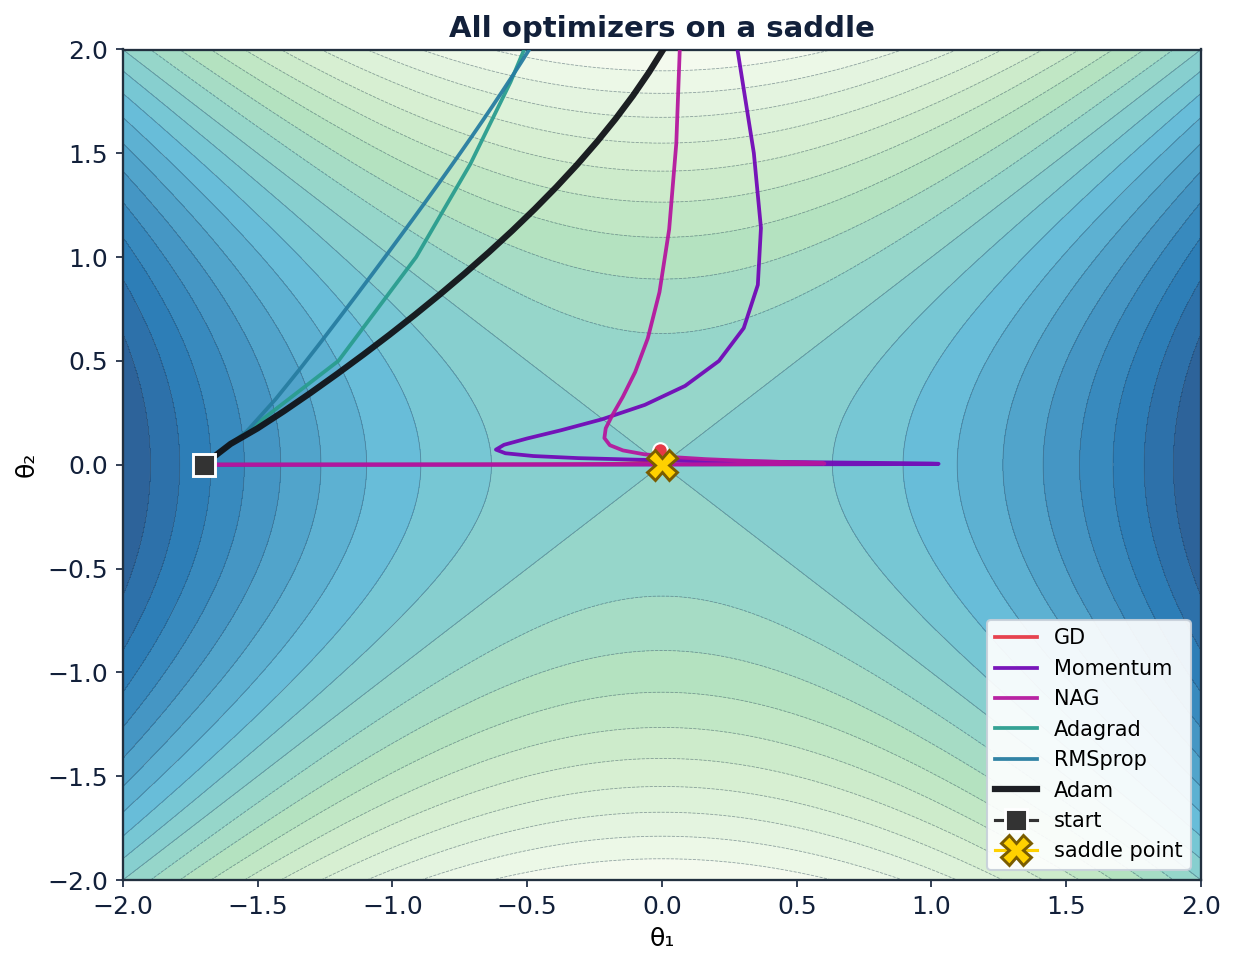 All optimizers on a saddle
2.0
1.5
1.0
0.5
0.0
−0.5
−1.0
−1.5
−2.0
θ₂
−2.0 −1.5 −1.0 −0.5 0.0 0.5 1.0 1.5 2.0
θ₁
GD
Momentum
NAG
Adagrad
RMSprop
Adam
start
saddle point